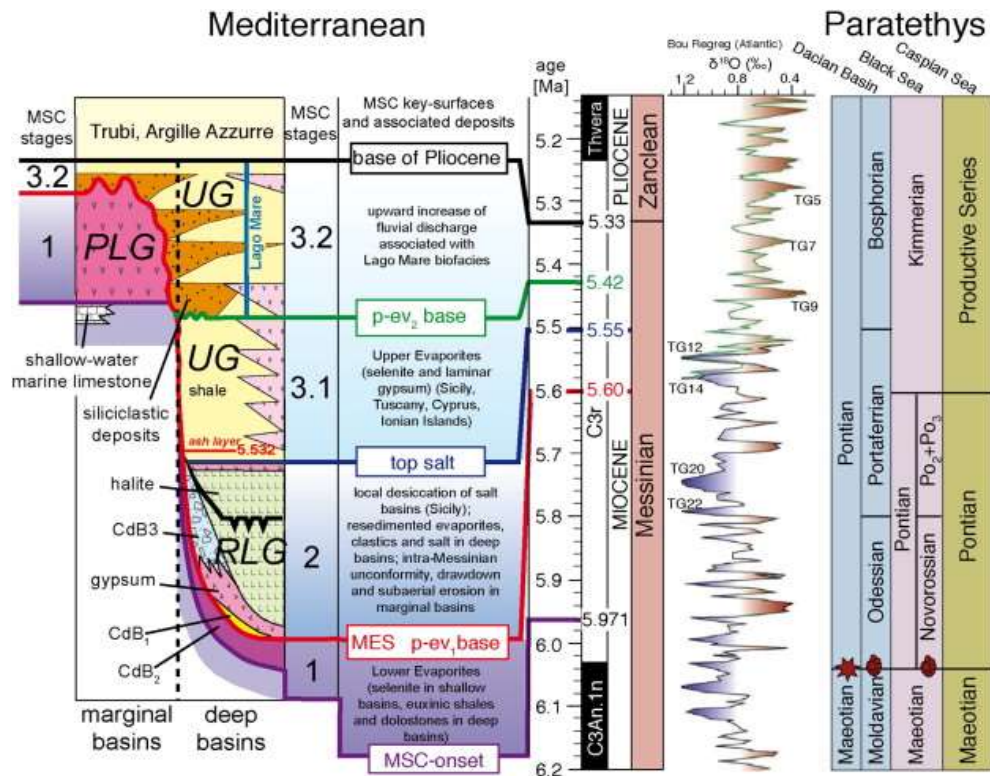 Mediterranean
Paratethys
MSC
stages
Trubi, Argille Azzurre
MSC
stages
MSC key-surfaces
and associated deposits
age
[Ma]
Bou Regreg (Atlantic)
δ18O (‰)
1.2 0.8 0.4
Dacian Basin
Black Sea
Caspian Sea
3.2
1
PLG
UG
Lago Mare
UG
shale
ash layer 5.532
RLG
shallow-water
marine limestone
siliciclastic
deposits
halite
CdB3
gypsum
CdB1
CdB2
marginal
basins
deep
basins
3.2
3.1
2
1
base of Pliocene
upward increase of
fluvial discharge
associated with
Lago Mare biofacies
p-ev2 base
Upper Evaporites
(selenite and laminar
gypsum) (Sicily,
Tuscany, Cyprus,
Ionian Islands)
top salt
local desiccation of salt
basins (Sicily);
resedimented evaporites,
clastics and salt in deep
basins; intra-Messinian
unconformity, drawdown
and subaerial erosion in
marginal basins
MES p-ev1base
Lower Evaporites
(selenite in shallow
basins, euxinic shales
and dolostones in deep
basins)
MSC-onset
5.2
5.3
5.4
5.5
5.6
5.7
5.8
5.9
6.0
6.1
6.2
5.33
5.42
5.55
5.60
5.971
Thvera
C3r
C3An.1n
PLIOCENE
MIOCENE
Zanclean
Messinian
TG5
TG7
TG9
TG12
TG14
TG20
TG22
Pontian
Maeotian
Bosphorian
Portaferrian
Odessian
Moldavian
Kimmerian
Pontian
Po2+Po3
Novorossian
Maeotian
Productive Series
Pontian
Maeotian